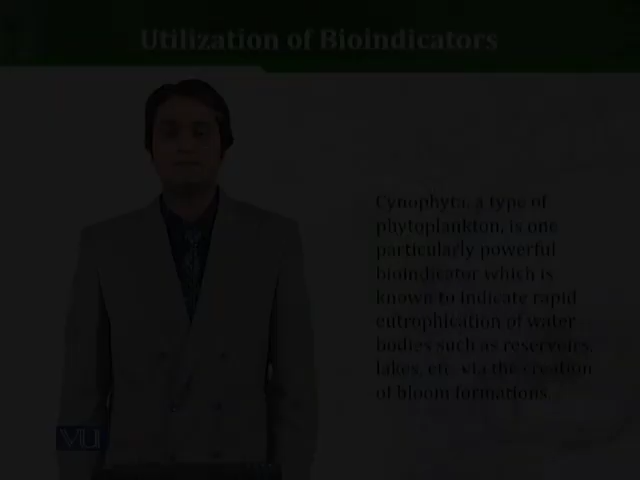 Utilization of Bioindicators
Cynophyta, a type of
phytoplankton, is one
particularly powerful
bioindicator which is
known to indicate rapid
eutrophication of water
bodies such as reservoirs,
lakes, etc. via the creation
of bloom formations
VU